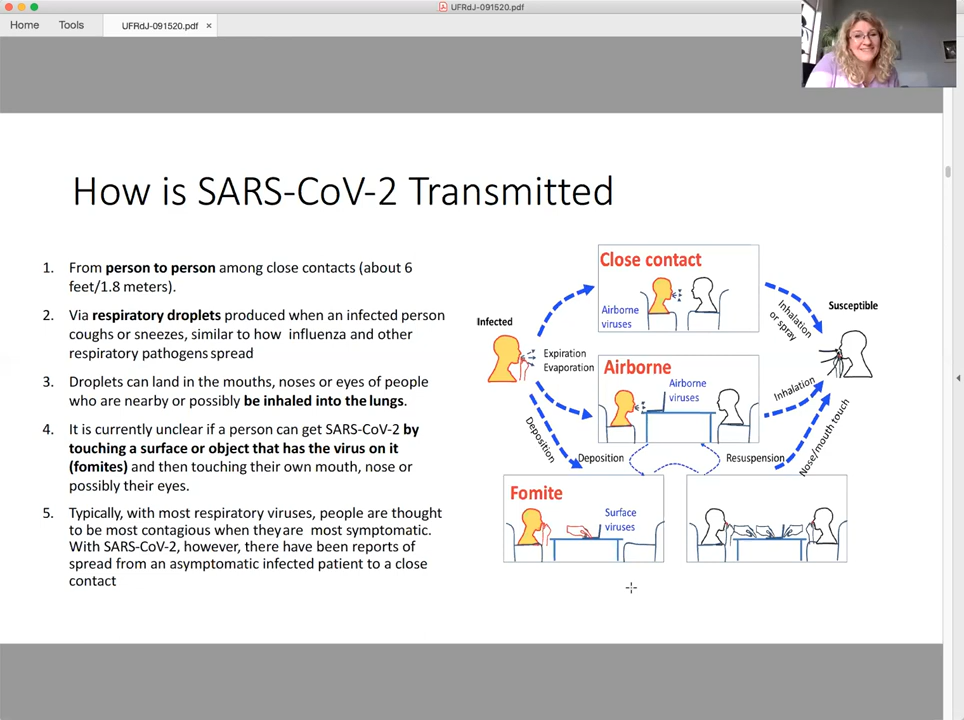 UFRdJ-091520.pdf
Home
Tools
UFRdJ-091520.pdf ×
How is SARS-CoV-2 Transmitted
1. From person to person among close contacts (about 6
feet/1.8 meters).
2. Via respiratory droplets produced when an infected person
coughs or sneezes, similar to how influenza and other
respiratory pathogens spread
3. Droplets can land in the mouths, noses or eyes of people
who are nearby or possibly be inhaled into the lungs.
4. It is currently unclear if a person can get SARS-CoV-2 by
touching a surface or object that has the virus on it
(fomites) and then touching their own mouth, nose or
possibly their eyes.
5. Typically, with most respiratory viruses, people are thought
to be most contagious when they are most symptomatic.
With SARS-CoV-2, however, there have been reports of
spread from an asymptomatic infected patient to a close
contact
Close contact
Airborne
viruses
Infected
Expiration
Evaporation
Inhalation
or spray
Susceptible
Airborne
Airborne
viruses
Inhalation
Deposition
Deposition
Resuspension
Nose/mouth touch
Fomite
Surface
viruses